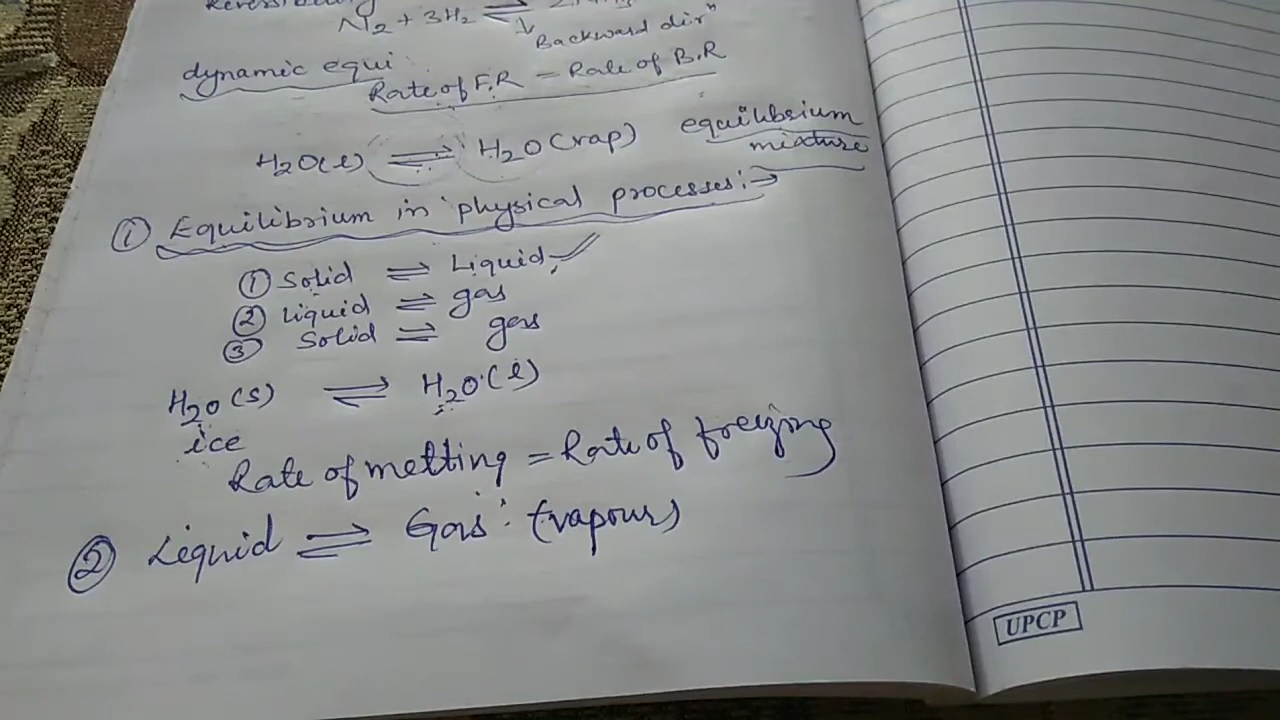 N2 + 3H2 ⇌
↓ Backward dirⁿ
dynamic equi.
Rate of F.R = Rate of B.R
H2O(l) ⇌ H2O(vap) equilibrium
mixture
① Equilibrium in physical processes:→
① Solid ⇌ Liquid ✓
② Liquid ⇌ gas
③ Solid ⇌ gas
H2O(s) ⇌ H2O(l)
ice
Rate of melting = Rate of freezing
② Liquid ⇌ Gas: (vapours)
UPCP